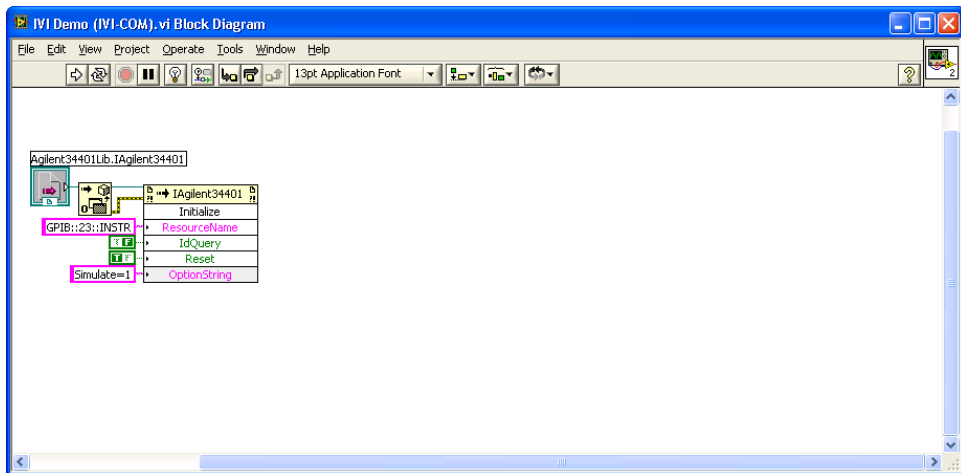 IVI Demo (IVI-COM).vi Block Diagram
File Edit View Project Operate Tools Window Help
13pt Application Font
2
Agilent34401Lib.IAgilent34401
IAgilent34401
Initialize
GPIB::23::INSTR ResourceName
F IdQuery
T Reset
Simulate=1 OptionString